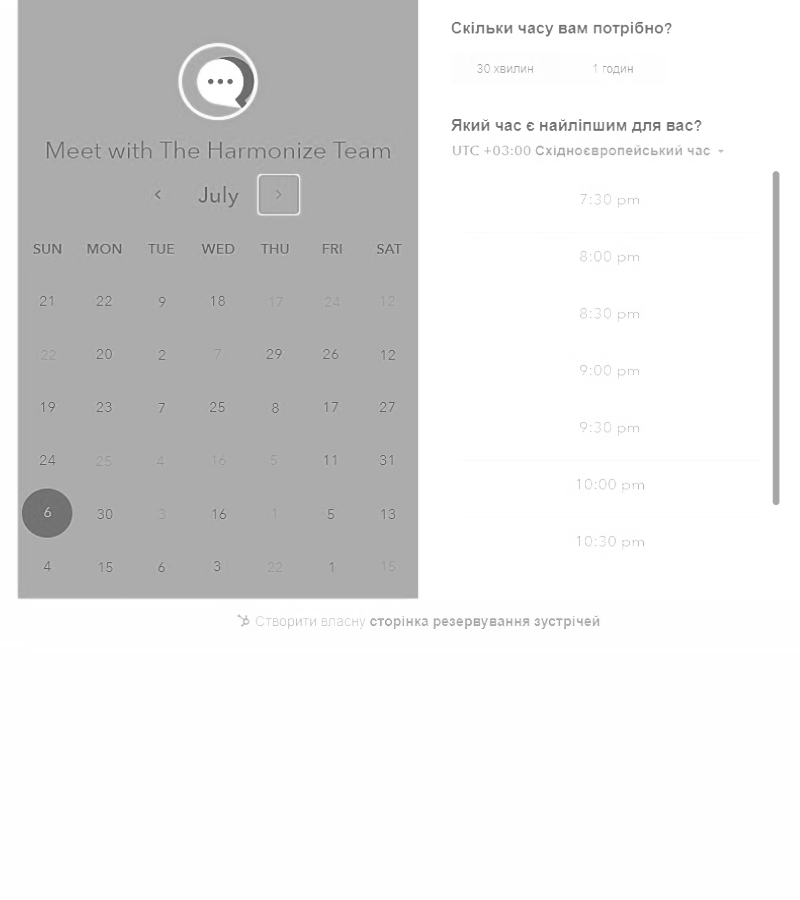 Meet with The Harmonize Team
July
SUN MON TUE WED THU FRI SAT
21 22 9 18 17 24 12
22 20 2 7 29 26 12
19 23 7 25 8 17 27
24 25 4 16 5 11 31
6 30 3 16 1 5 13
4 15 6 3 22 1 15
Скільки часу вам потрібно?
30 хвилин 1 годин
Який час є найліпшим для вас?
UTC +03:00 Східноєвропейський час
7:30 pm
8:00 pm
8:30 pm
9:00 pm
9:30 pm
10:00 pm
10:30 pm
Створити власну сторінка резервування зустрічей